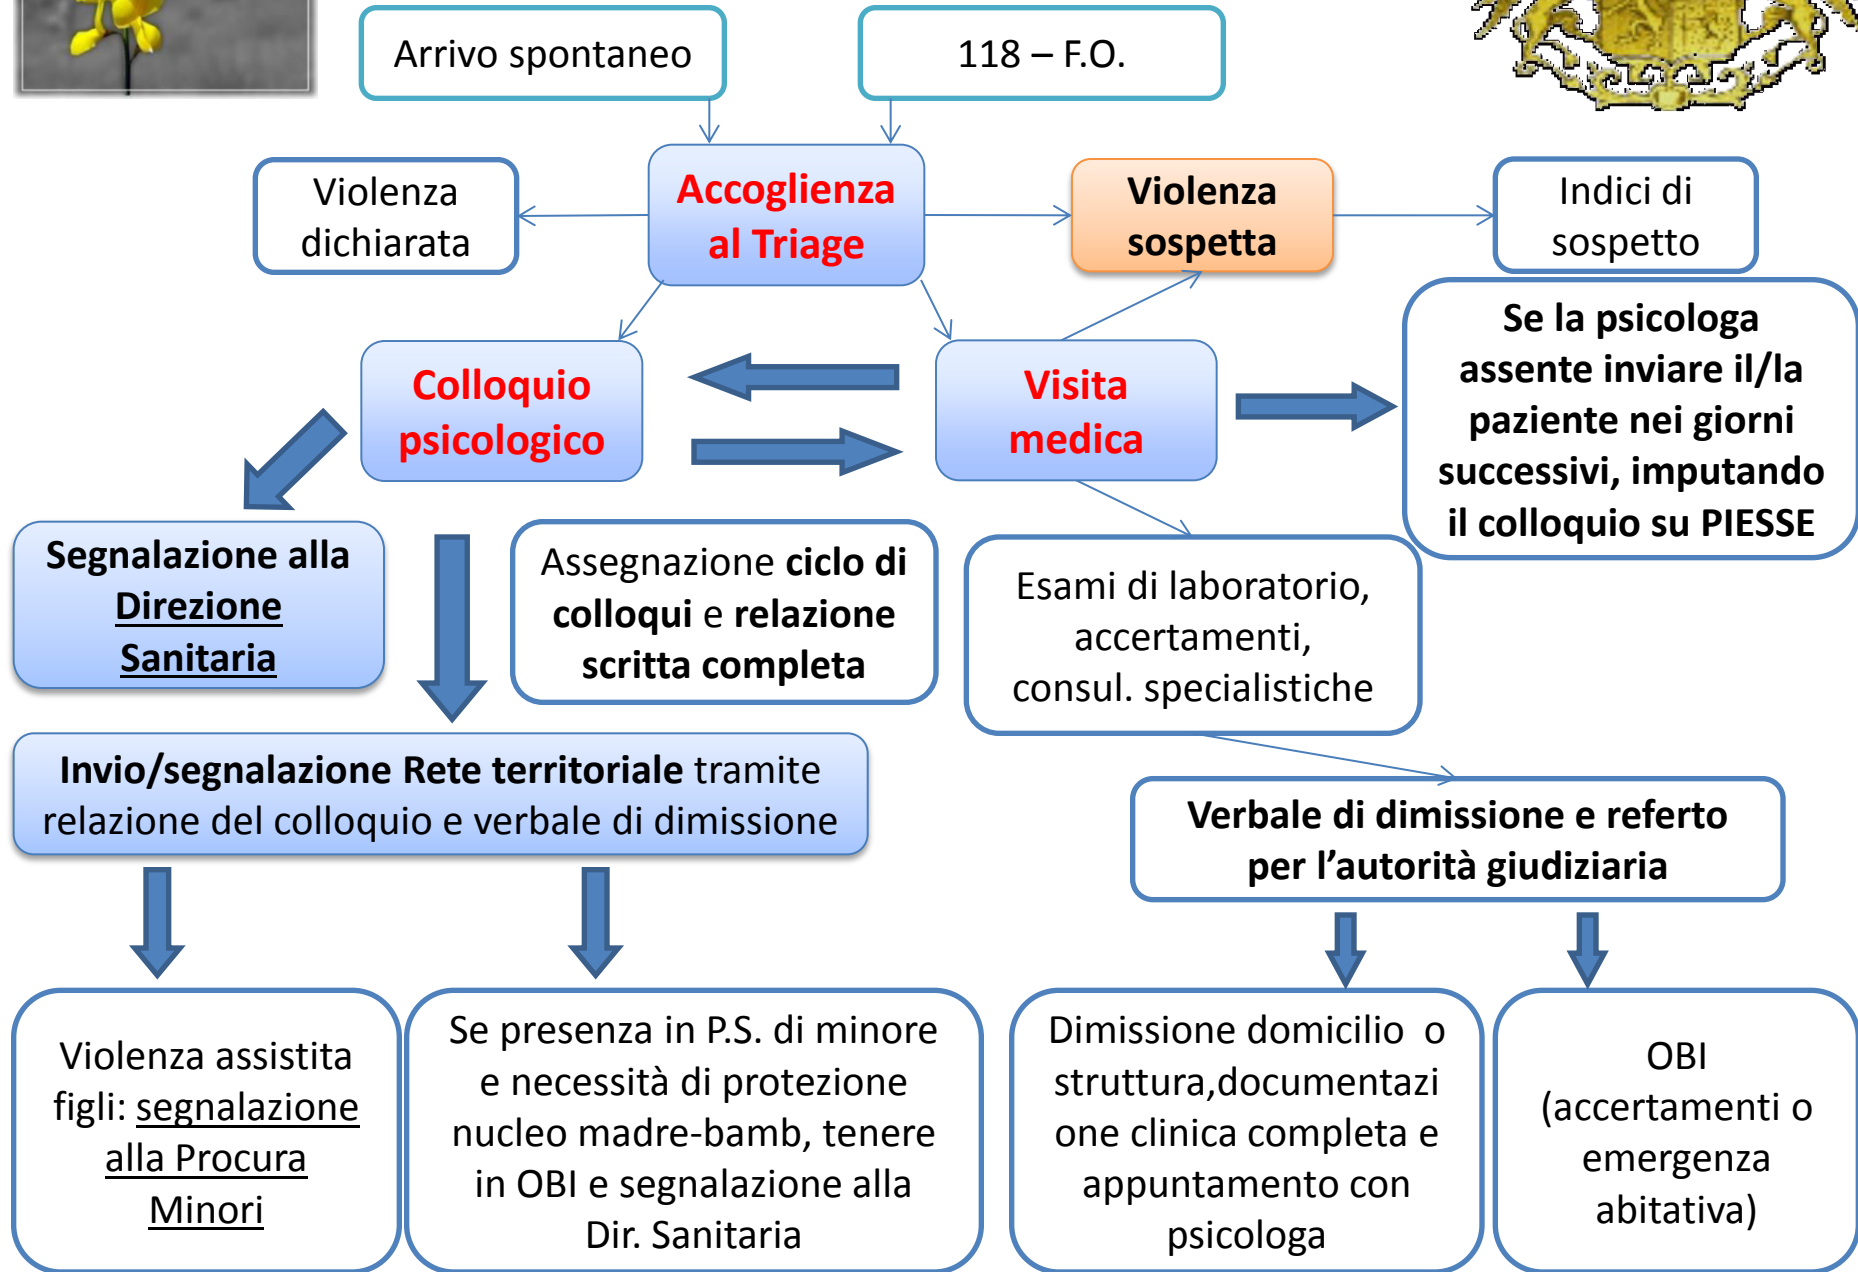 Arrivo spontaneo
118 – F.O.
Violenza
dichiarata
Accoglienza
al Triage
Violenza
sospetta
Indici di
sospetto
Colloquio
psicologico
Visita
medica
Se la psicologa
assente inviare il/la
paziente nei giorni
successivi, imputando
il colloquio su PIESSE
Segnalazione alla
Direzione
Sanitaria
Assegnazione ciclo di
colloqui e relazione
scritta completa
Esami di laboratorio,
accertamenti,
consul. specialistiche
Invio/segnalazione Rete territoriale tramite
relazione del colloquio e verbale di dimissione
Verbale di dimissione e referto
per l’autorità giudiziaria
Violenza assistita
figli: segnalazione
alla Procura
Minori
Se presenza in P.S. di minore
e necessità di protezione
nucleo madre-bamb, tenere
in OBI e segnalazione alla
Dir. Sanitaria
Dimissione domicilio o
struttura,documentazi
one clinica completa e
appuntamento con
psicologa
OBI
(accertamenti o
emergenza
abitativa)